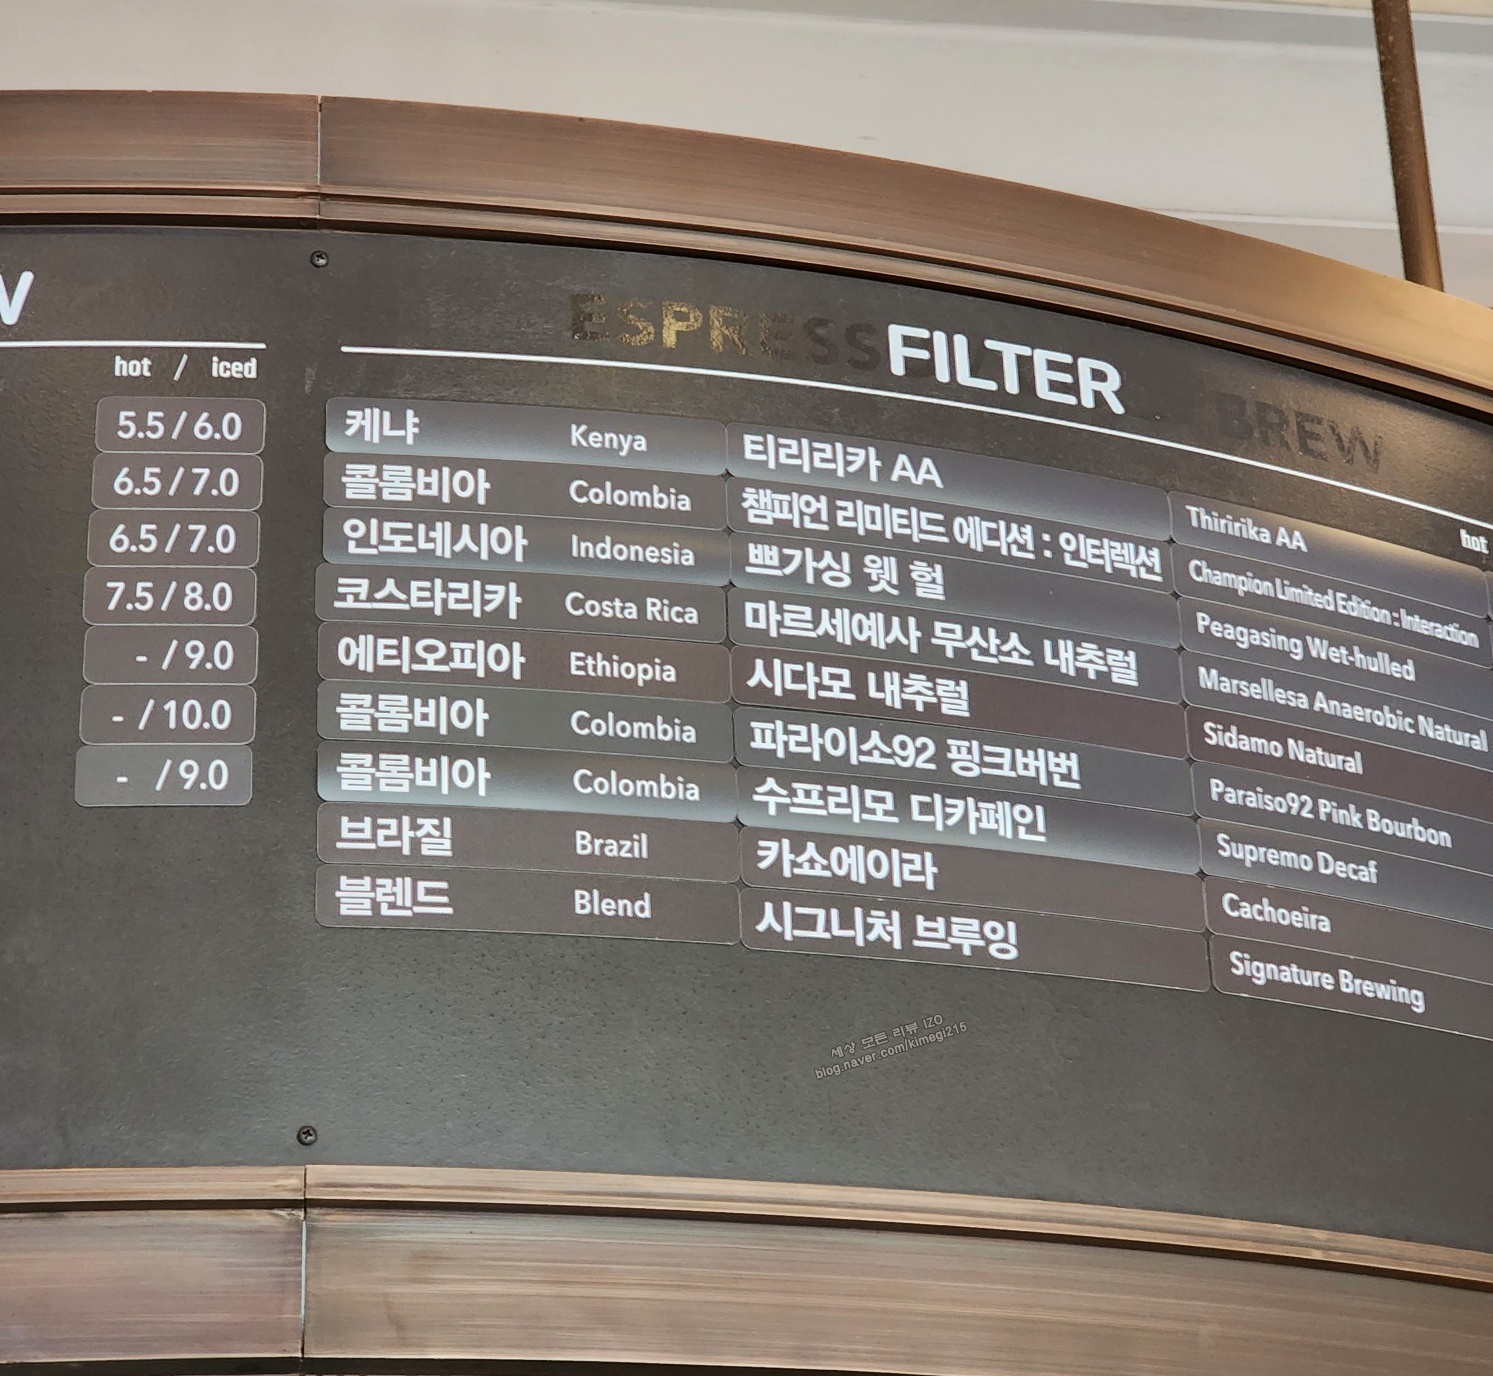 hot / iced
5.5 / 6.0
6.5 / 7.0
6.5 / 7.0
7.5 / 8.0
- / 9.0
- / 10.0
- / 9.0
ESPRESS FILTER BREW
hot
케냐 Kenya 티리리카 AA Thiririka AA
콜롬비아 Colombia 챔피언 리미티드 에디션 : 인터렉션 Champion Limited Edition : Interaction
인도네시아 Indonesia 쁘가싱 웻 헐 Peagasing Wet-hulled
코스타리카 Costa Rica 마르세예사 무산소 내추럴 Marsellesa Anaerobic Natural
에티오피아 Ethiopia 시다모 내추럴 Sidamo Natural
콜롬비아 Colombia 파라이소92 핑크버번 Paraiso92 Pink Bourbon
콜롬비아 Colombia 수프리모 디카페인 Supremo Decaf
브라질 Brazil 카쇼에이라 Cachoeira
블렌드 Blend 시그니처 브루잉 Signature Brewing
세상 모든 리뷰 IZO
blog.naver.com/kimegi215